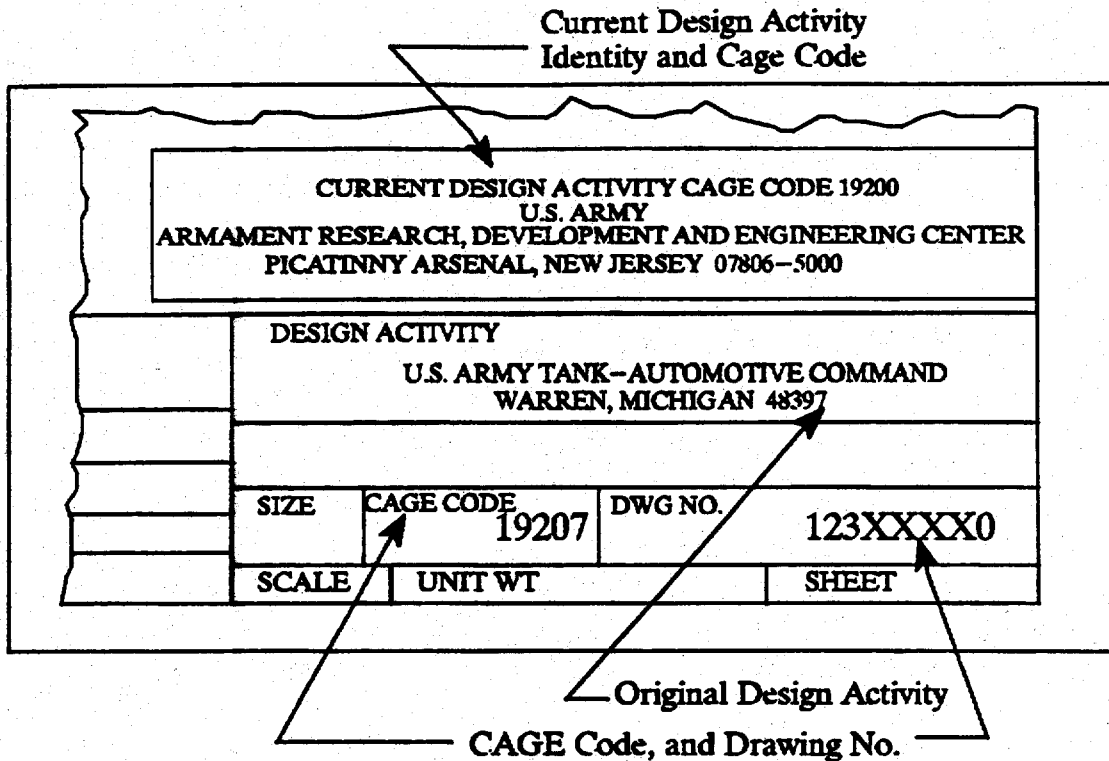 Current Design Activity
Identity and Cage Code
CURRENT DESIGN ACTIVITY CAGE CODE 19200
U.S. ARMY
ARMAMENT RESEARCH, DEVELOPMENT AND ENGINEERING CENTER
PICATINNY ARSENAL, NEW JERSEY 07806-5000
DESIGN ACTIVITY
U.S. ARMY TANK-AUTOMOTIVE COMMAND
WARREN, MICHIGAN 48397
SIZE CAGE CODE DWG NO.
19207 123XXXX0
SCALE UNIT WT SHEET
Original Design Activity
CAGE Code, and Drawing No.